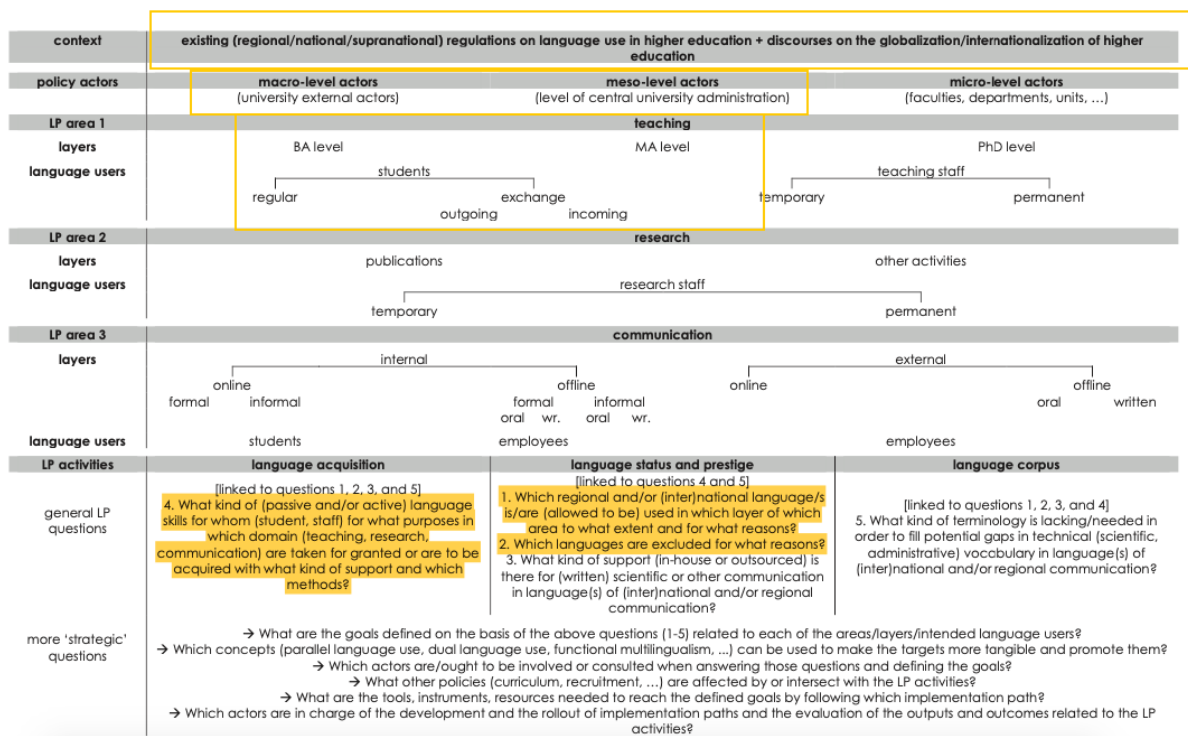 context existing (regional/national/supranational) regulations on language use in higher education + discourses on the globalization/internationalization of higher
education
policy actors macro-level actors meso-level actors micro-level actors
(university external actors) (level of central university administration) (faculties, departments, units, …)
LP area 1 teaching
layers BA level MA level PhD level
language users students teaching staff
regular exchange temporary permanent
outgoing incoming
LP area 2 research
layers publications other activities
language users research staff
temporary permanent
LP area 3 communication
layers internal external
online offline online offline
formal informal formal informal oral written
oral wr. oral wr.
language users students employees employees
LP activities language acquisition language status and prestige language corpus
general LP
questions
[linked to questions 1, 2, 3, and 5]
4. What kind of (passive and/or active) language
skills for whom (student, staff) for what purposes in
which domain (teaching, research,
communication) are taken for granted or are to be
acquired with what kind of support and which
methods?
[linked to questions 4 and 5]
1. Which regional and/or (inter)national language/s
is/are (allowed to be) used in which layer of which
area to what extent and for what reasons?
2. Which languages are excluded for what reasons?
3. What kind of support (in-house or outsourced) is
there for (written) scientific or other communication
in language(s) of (inter)national and/or regional
communication?
[linked to questions 1, 2, 3, and 4]
5. What kind of terminology is lacking/needed in
order to fill potential gaps in technical (scientific,
administrative) voccabulary in language(s) of
(inter)national and/or regional communication?
more 'strategic'
questions
→ What are the goals defined on the basis of the above questions (1-5) related to each of the areas/layers/intended language users?
→ Which concepts (parallel language use, dual language use, functional multilingualism, ...) can be used to make the targets more tangible and promote them?
→ Which actors are/ought to be involved or consulted when answering those questions and defining the goals?
→ What other policies (curriculum, recruitment, …) are affected by or intersect with the LP activities?
→ What are the tools, instruments, resources needed to reach the defined goals by following which implementation path?
→ Which actors are in charge of the development and the rollout of implementation paths and the evaluation of the outputs and outcomes related to the LP
activities?